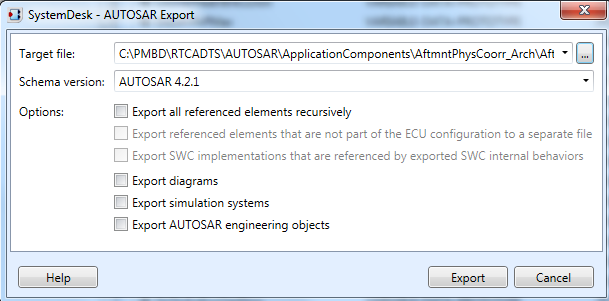 SystemDesk - AUTOSAR Export
Target file: C:\PMBD\RTCADTS\AUTOSAR\ApplicationComponents\AftmntPhysCoorr_Arch\Aft ...
Schema version: AUTOSAR 4.2.1
Options: Export all referenced elements recursively
Export referenced elements that are not part of the ECU configuration to a separate file
Export SWC implementations that are referenced by exported SWC internal behaviors
Export diagrams
Export simulation systems
Export AUTOSAR engineering objects
Help Export Cancel